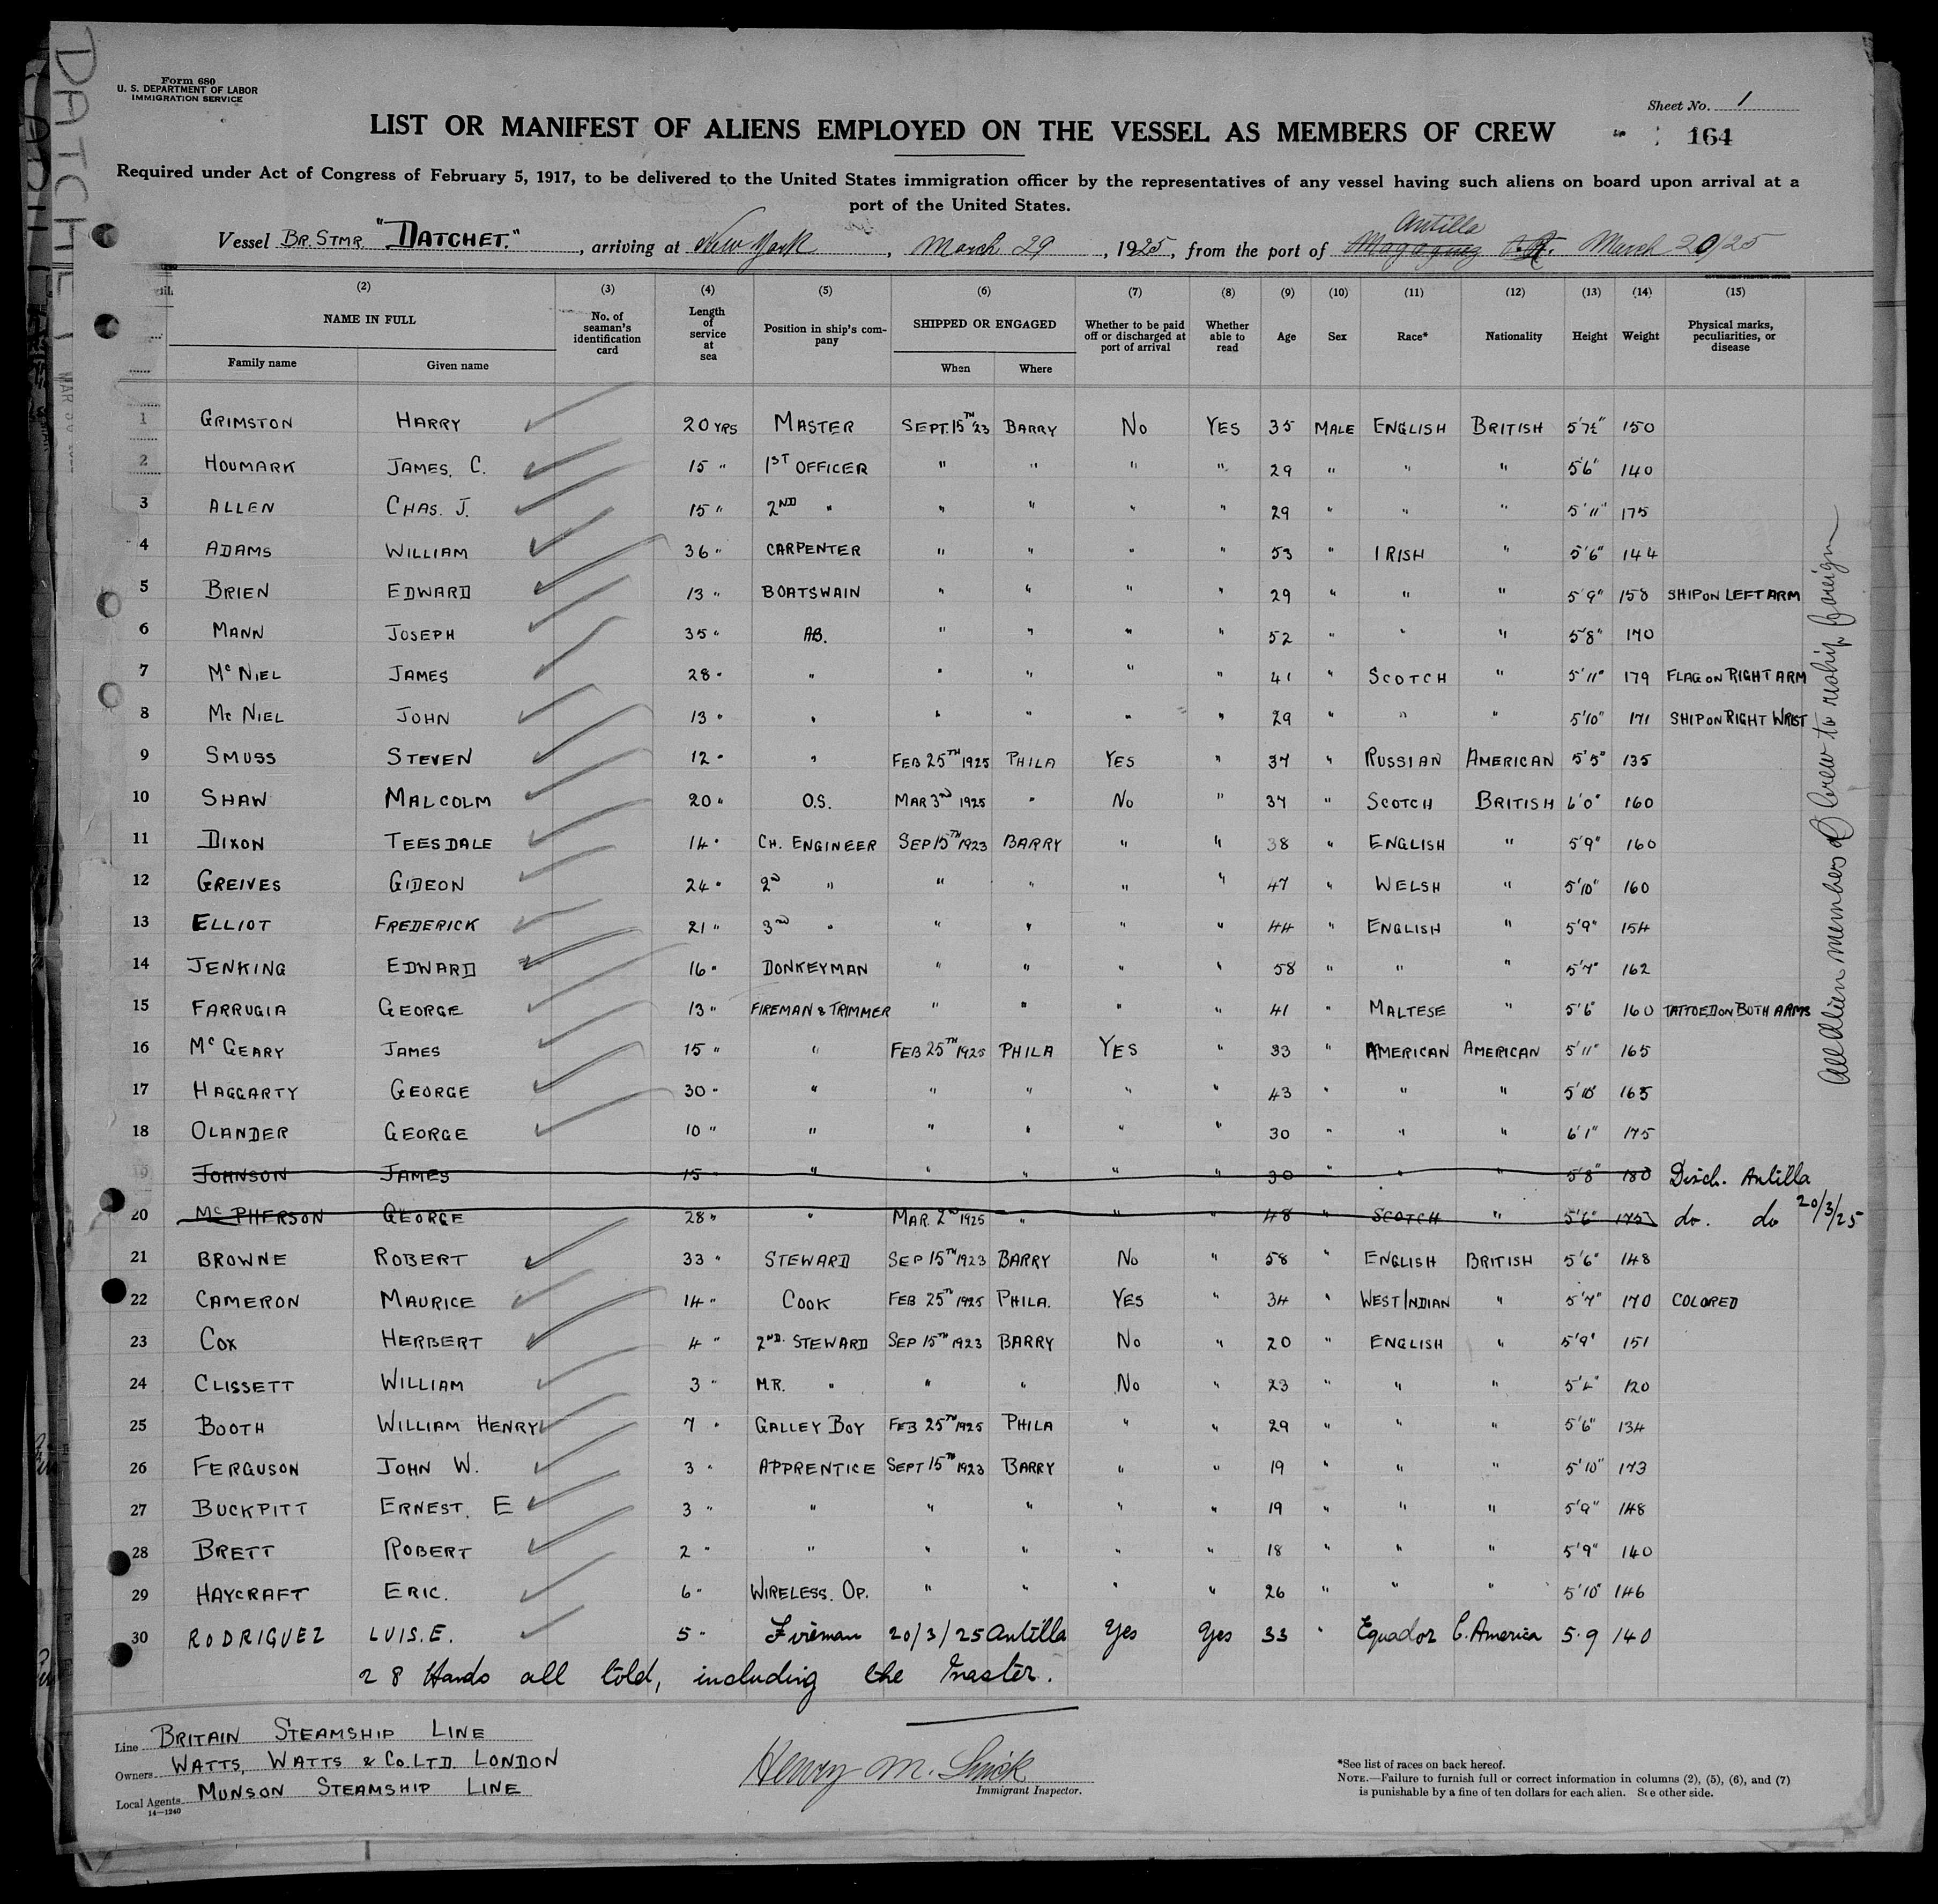 DATCHET
Form 680
U. S. DEPARTMENT OF LABOR
IMMIGRATION SERVICE
Sheet No. 1
LIST OR MANIFEST OF ALIENS EMPLOYED ON THE VESSEL AS MEMBERS OF CREW
164
Required under Act of Congress of February 5, 1917, to be delivered to the United States immigration officer by the representatives of any vessel having such aliens on board upon arrival at a
port of the United States.
Antilla
Vessel BR. STMR. "DATCHET.", arriving at New York, March 29, 1925, from the port of March 20/25
(2) (3) (4) (5) (6) (7) (8) (9) (10) (11) (12) (13) (14) (15)
NAME IN FULL No. of seaman's identification card Length of service at sea Position in ship's company SHIPPED OR ENGAGED Whether to be paid off or discharged at port of arrival Whether able to read Age Sex Race* Nationality Height Weight Physical marks, peculiarities, or disease
Family name Given name When Where
1 GRIMSTON HARRY 20 YRS MASTER SEPT. 15TH '23 BARRY No YES 35 MALE ENGLISH BRITISH 5'7½" 150
2 HOUMARK JAMES. C. 15 " 1ST OFFICER " " " " 29 " " " 5'6" 140
3 ALLEN CHAS. J. 15 " 2ND " " " " " 29 " " " 5'11" 175
4 ADAMS WILLIAM 36 " CARPENTER " " " " 53 " IRISH " 5'6" 144
5 BRIEN EDWARD 13 " BOATSWAIN " " " " 29 " " " 5'9" 158 SHIP ON LEFT ARM
6 MANN JOSEPH 35 " AB. " " " " 52 " " " 5'8" 170
7 McNIEL JAMES 28 " " " " " " 41 " SCOTCH " 5'11" 179 FLAG ON RIGHT ARM
8 Mc NIEL JOHN 13 " " " " " " 29 " " " 5'10" 171 SHIP ON RIGHT WRIST
9 SMUSS STEVEN 12 " " FEB 25TH 1925 PHILA YES " 37 " RUSSIAN AMERICAN 5'5" 135
10 SHAW MALCOLM 20 " O.S. MAR 3RD 1925 " No " 37 " SCOTCH BRITISH 6'0" 160
11 DIXON TEESDALE 14 " CH. ENGINEER SEP 15TH 1923 BARRY " " 38 " ENGLISH " 5'9" 160
12 GREIVES GIDEON 24 " 2ND " " " " " 47 " WELSH " 5'10" 160
13 ELLIOT FREDERICK 21 " 3RD " " " " " 44 " ENGLISH " 5'9" 154
14 JENKING EDWARD 16 " DONKEYMAN " " " " 58 " " " 5'7" 162
15 FARRUGIA GEORGE 13 " FIREMAN & TRIMMER " " " " 41 " MALTESE " 5'6" 160 TATTOED ON BOTH ARMS
16 McGEARY JAMES 15 " " FEB 25TH 1925 PHILA YES " 33 " AMERICAN AMERICAN 5'11" 165
17 HAGGARTY GEORGE 30 " " " " " " 43 " " " 5'10" 165
18 OLANDER GEORGE 10 " " " " " " 30 " " " 6'1" 175
19 JOHNSON JAMES 15 " " " " " " 30 " " " 5'8" 180 Disch. Antilla
20 McPHERSON GEORGE 28 " " MAR. 2ND 1925 " " " 48 " SCOTCH " 5'6" 175 do. do 20/3/25
21 BROWNE ROBERT 33 " STEWARD SEP 15TH 1923 BARRY No " 58 " ENGLISH BRITISH 5'6" 148
22 CAMERON MAURICE 14 " COOK FEB 25TH 1925 PHILA. YES " 34 " WEST INDIAN " 5'7" 170 COLORED
23 COX HERBERT 4 " 2ND. STEWARD SEP 15TH 1923 BARRY No " 20 " ENGLISH " 5'9" 151
24 CLISSETT WILLIAM 3 " M.R. " " " No " 23 " " " 120
25 BOOTH WILLIAM HENRY 7 " GALLEY BOY FEB 25TH 1925 PHILA " " 29 " " " 5'6" 134
26 FERGUSON JOHN W. 3 " APPRENTICE SEPT 15TH 1923 BARRY " " 19 " " " 5'10" 173
27 BUCKPITT ERNEST. E 3 " " " " " " 19 " " " 5'9" 148
28 BRETT ROBERT 2 " " " " " " 18 " " " 5'9" 140
29 HAYCRAFT ERIC. 6 " WIRELESS. OP. " " " " 26 " " " 5'10" 146
30 RODRIGUEZ LUIS. E. 5 " Fireman 20/3/25 Antilla Yes Yes 33 " Equador C. America 5.9 140
28 Hands all told, including the Master.
All Alien members of Crew to reship foreign
Line BRITAIN STEAMSHIP LINE
Owners WATTS, WATTS & CO. LTD. LONDON
Local Agents MUNSON STEAMSHIP LINE
14—1240
Henry M.
Immigrant Inspector.
*See list of races on back hereof.
NOTE.—Failure to furnish full or correct information in columns (2), (5), (6), and (7)
is punishable by a fine of ten dollars for each alien. See other side.